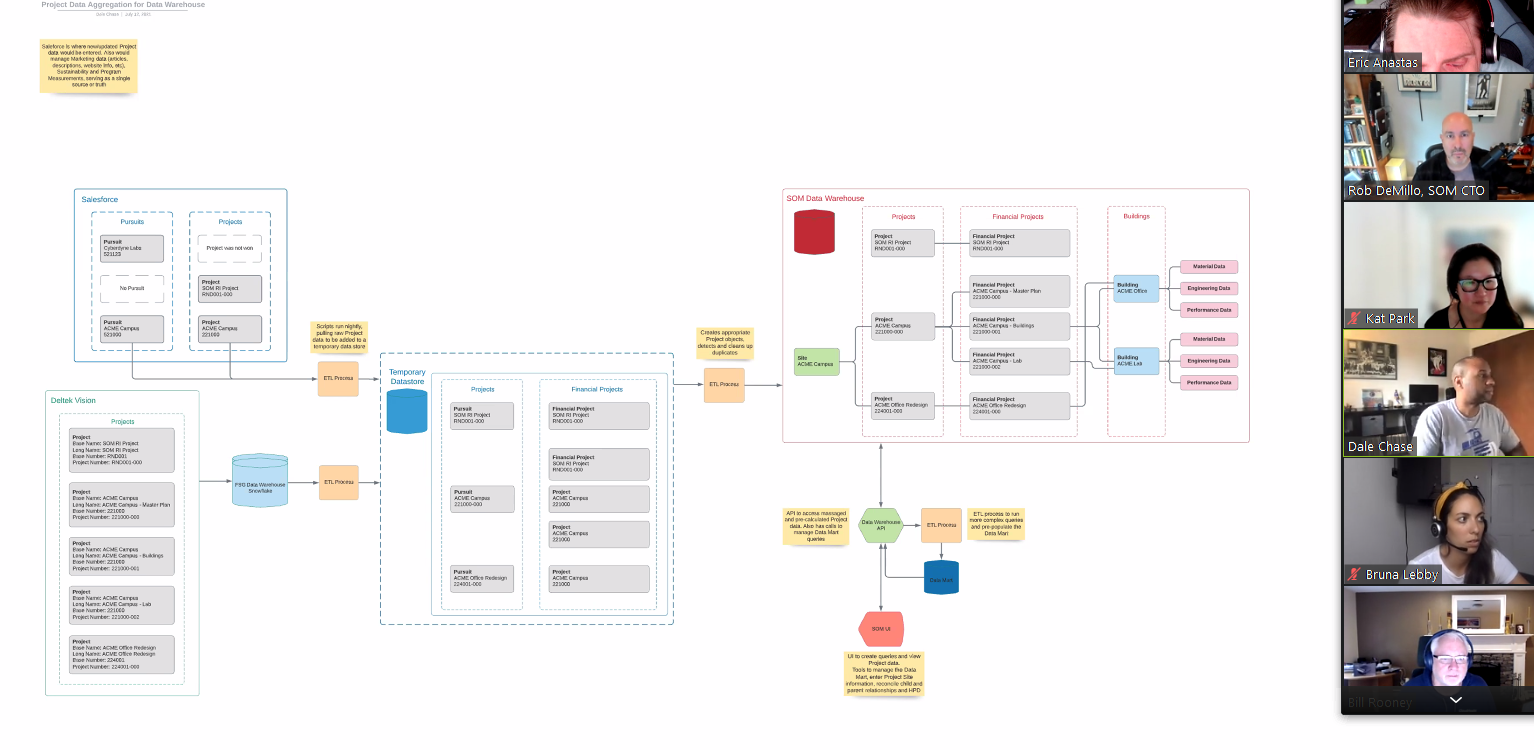 Project Data Aggregation for Data Warehouse
Salesforce is where new/updated Project
data would be entered. Also would
manage Marketing data (articles,
descriptions, website info, etc),
Sustainability and Program
Measurements, serving as a single
source or truth
Salesforce
Pursuits
Projects
Pursuit
Cyberdyne Labs
521123
Project was not won
No Pursuit
Project
SOM RI Project
RND001-000
Pursuit
ACME Campus
521000
Project
ACME Campus
221000
Scripts run nightly,
pulling raw Project
data to be added to a
temporary data store
ETL Process
Deltek Vision
Projects
Project
Base Name: SOM RI Project
Long Name: SOM RI Project
Base Number: RND001
Project Number: RND001-000
Project
Base Name: ACME Campus
Long Name: ACME Campus - Master Plan
Base Number: 221000
Project Number: 221000-000
Project
Base Name: ACME Campus
Long Name: ACME Campus - Buildings
Base Number: 221000
Project Number: 221000-001
Project
Base Name: ACME Campus
Long Name: ACME Campus - Lab
Base Number: 221000
Project Number: 221000-002
Project
Base Name: ACME Office Redesign
Long Name: ACME Office Redesign
Base Number: 224001
Project Number: 224001-000
Data Warehouse
Snowflake
ETL Process
Temporary
Datastore
Projects
Financial Projects
Pursuit
SOM RI Project
RND001-000
Financial Project
SOM RI Project
RND001-000
Financial Project
SOM RI Project
RND001-000
Pursuit
ACME Campus
221000-000
Project
ACME Campus
221000
Project
ACME Campus
221000
Pursuit
ACME Office Redesign
224001-000
Project
ACME Campus
221000
Creates appropriate
Project objects,
detects and cleans up
duplicates
ETL Process
SOM Data Warehouse
Projects
Financial Projects
Buildings
Project
SOM RI Project
RND001-000
Financial Project
SOM RI Project
RND001-000
Financial Project
ACME Campus - Master Plan
221000-000
Project
ACME Campus
221000-000
Financial Project
ACME Campus - Buildings
221000-001
Site
ACME Campus
Financial Project
ACME Campus - Lab
221000-002
Project
ACME Office Redesign
224001-000
Financial Project
ACME Office Redesign
224001-000
Building
ACME Office
Building
ACME Lab
Material Data
Engineering Data
Performance Data
Material Data
Engineering Data
Performance Data
API to access massaged
and pre-calculated Project
data. Also has calls to
manage Data Mart
queries
Data Warehouse
API
ETL Process
ETL process to run
more complex queries
and pre-populate the
Data Mart
Data Mart
SOM UI
UI to create queries and view
Project data.
Tools to manage the Data
Mart, enter Project Site
information, reconcile child and
parent relationships and HPD
Eric Anastas
Rob DeMillo, SOM CTO
Kat Park
Dale Chase
Bruna Lebby
Bill Rooney